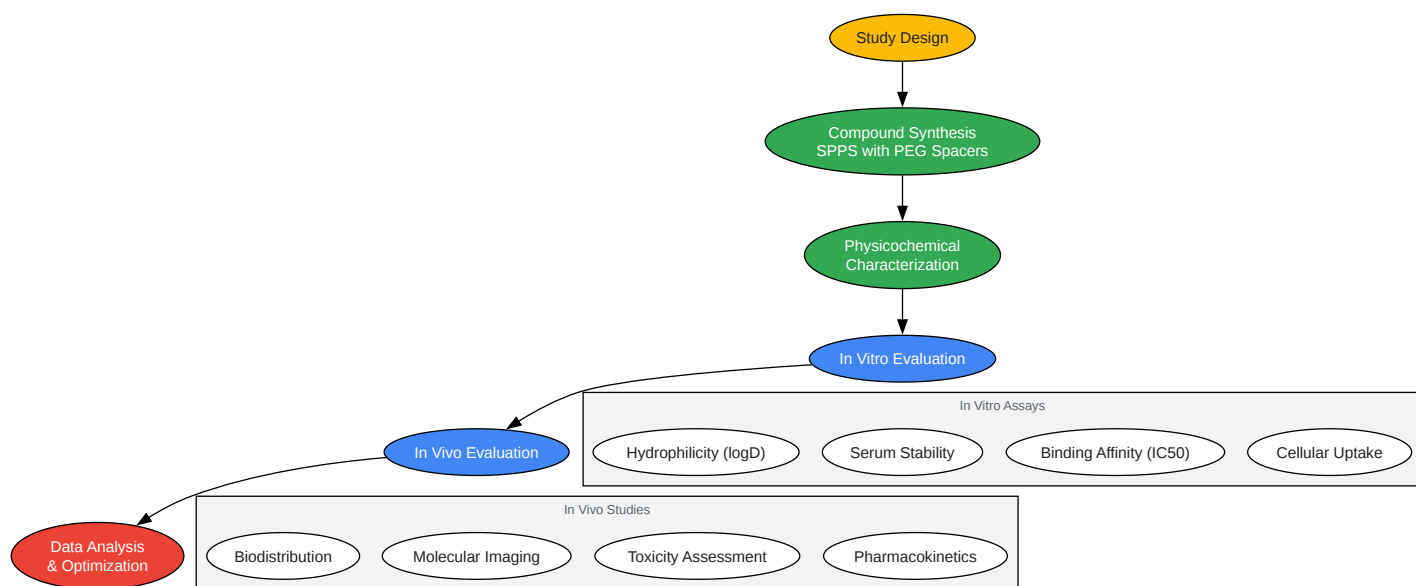 Study Design
Compound Synthesis
SPPS with PEG Spacers
Physicochemical
Characterization
In Vitro Evaluation
In Vitro Assays
In Vivo Evaluation
Hydrophilicity (logD)
Serum Stability
Binding Affinity (IC50)
Cellular Uptake
In Vivo Studies
Data Analysis
& Optimization
Biodistribution
Molecular Imaging
Toxicity Assessment
Pharmacokinetics